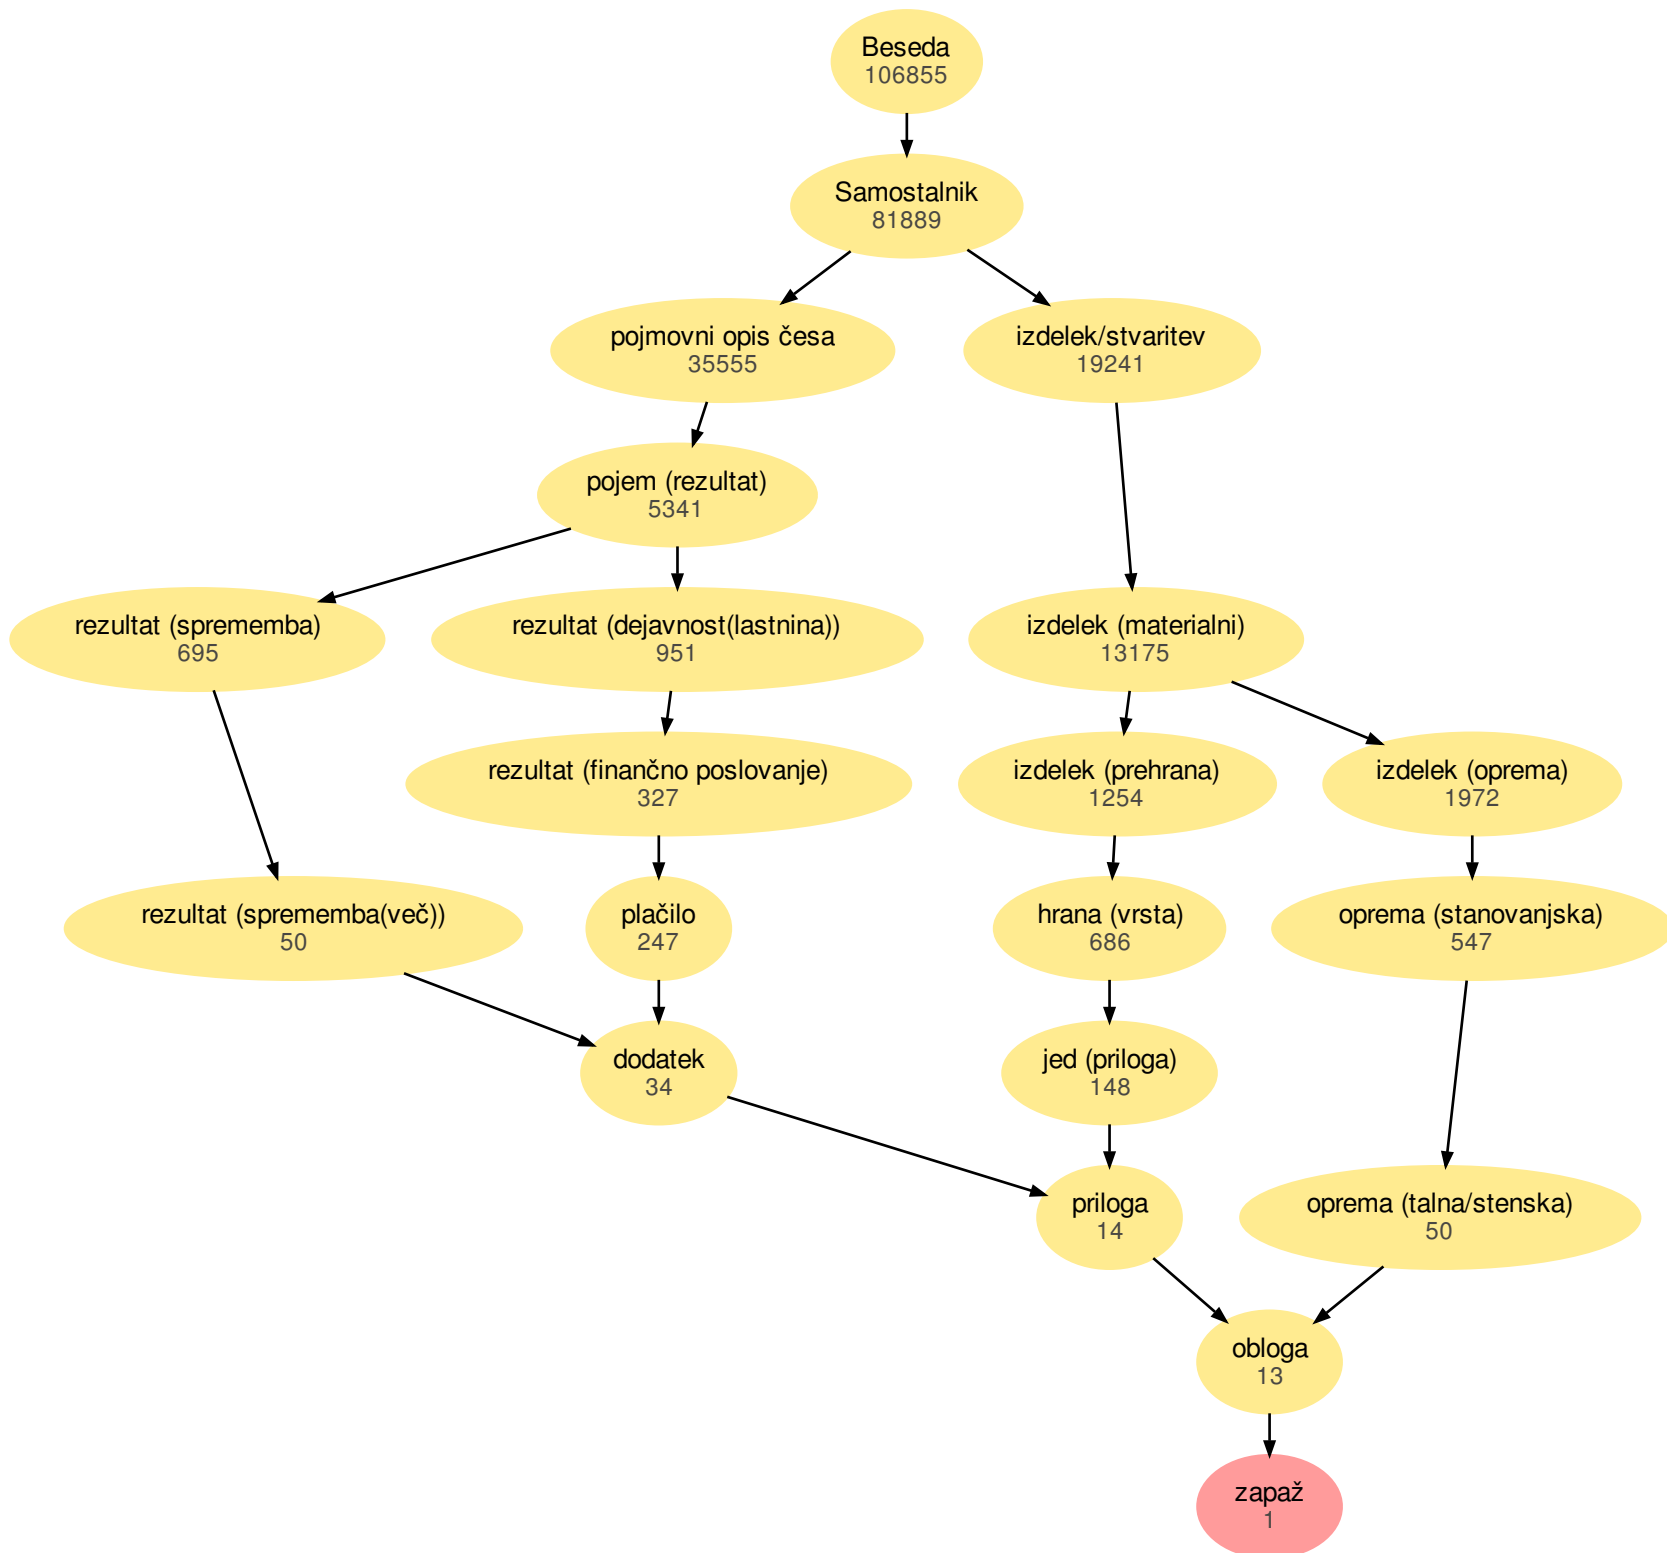 Beseda
106855
Samostalnik
81889
pojmovni opis česa
35555
izdelek/stvaritev
19241
pojem (rezultat)
5341
rezultat (sprememba)
695
rezultat (dejavnost(lastnina))
951
izdelek (materialni)
13175
rezultat (finančno poslovanje)
327
izdelek (prehrana)
1254
izdelek (oprema)
1972
rezultat (sprememba(več))
50
plačilo
247
hrana (vrsta)
686
oprema (stanovanjska)
547
dodatek
34
jed (priloga)
148
priloga
14
oprema (talna/stenska)
50
obloga
13
zapaž
1